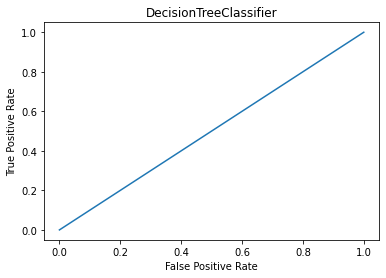 DecisionTreeClassifier
1.0
0.8
0.6
0.4
0.2
0.0
True Positive Rate
0.0 0.2 0.4 0.6 0.8 1.0
False Positive Rate